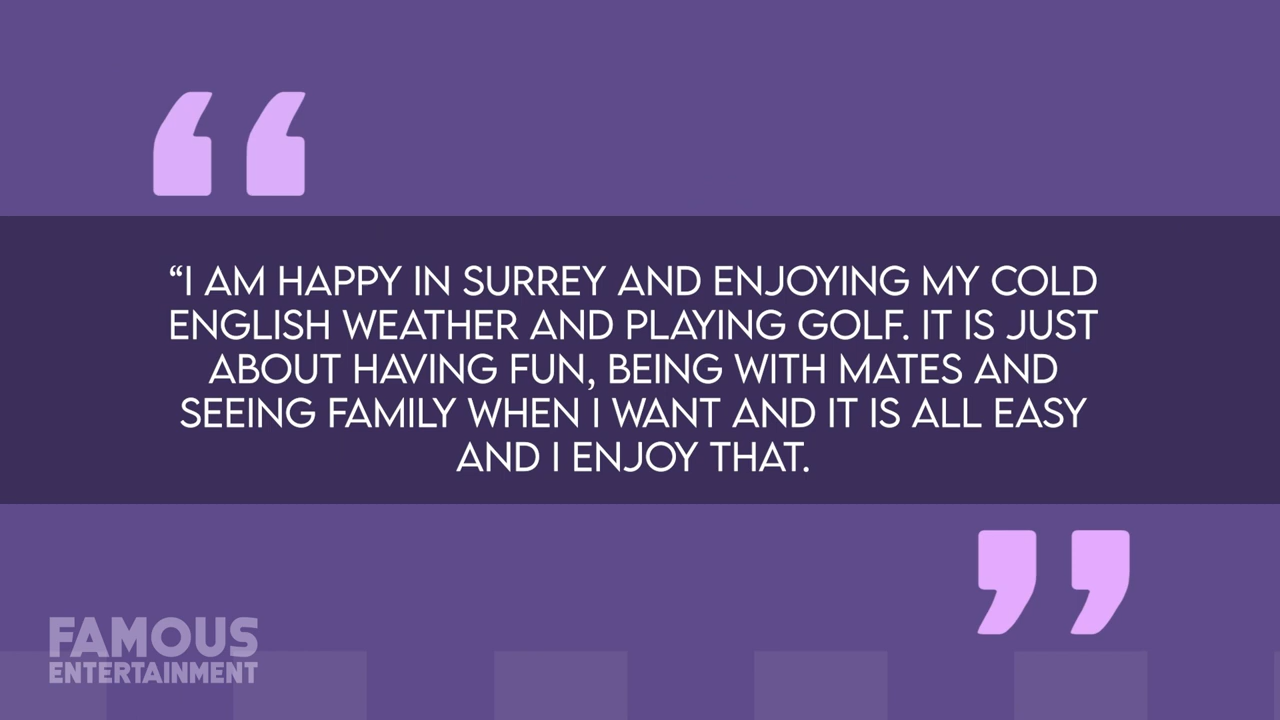 “I AM HAPPY IN SURREY AND ENJOYING MY COLD
ENGLISH WEATHER AND PLAYING GOLF. IT IS JUST
ABOUT HAVING FUN, BEING WITH MATES AND
SEEING FAMILY WHEN I WANT AND IT IS ALL EASY
AND I ENJOY THAT.
FAMOUS
ENTERTAINMENT